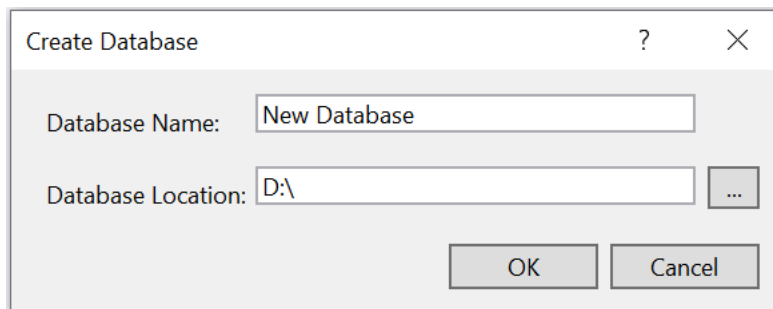 Create Database ? ×
Database Name: New Database
Database Location: D:\ ...
OK Cancel